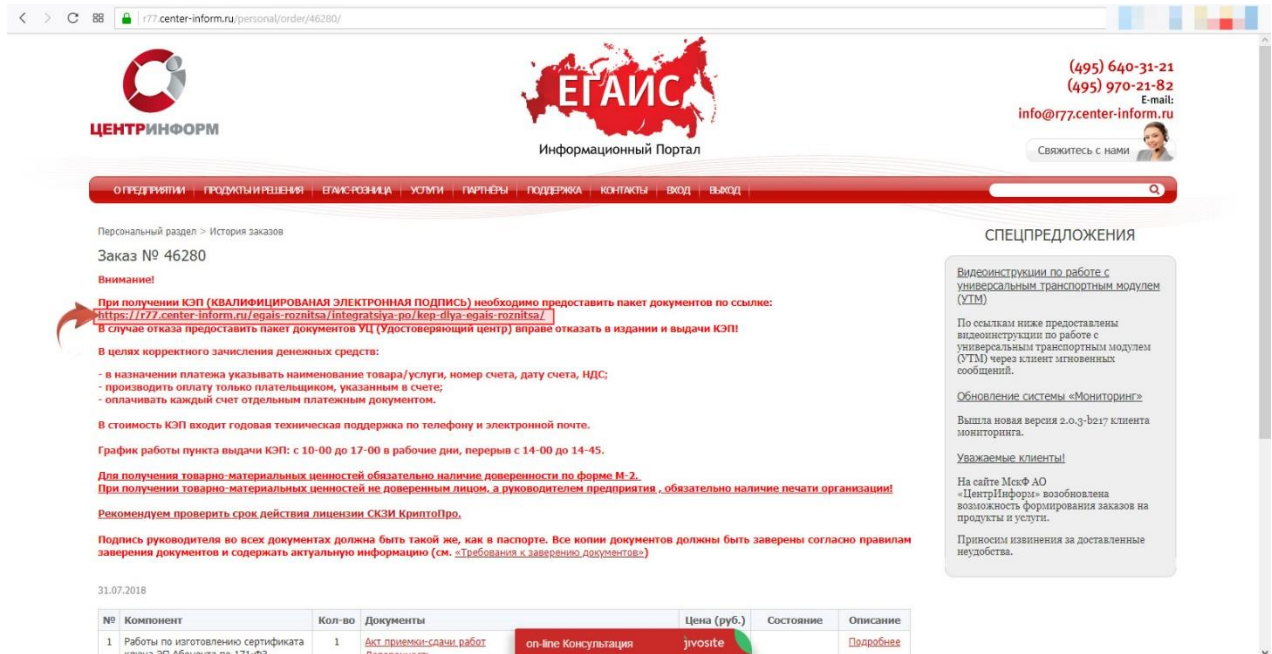 r77.center-inform.ru/personal/order/46280/
ЦЕНТРИНФОРМ
ЕГАИС
Информационный Портал
(495) 640-31-21
(495) 970-21-82
E-mail:
info@r77.center-inform.ru
Свяжитесь с нами
О ПРЕДПРИЯТИИ ПРОДУКТЫ И РЕШЕНИЯ ЕГАИС-РОЗНИЦА УСЛУГИ ПАРТНЁРЫ ПОДДЕРЖКА КОНТАКТЫ ВХОД ВЫХОД
Персональный раздел > История заказов
Заказ № 46280
Внимание!
При получении КЭП (КВАЛИФИЦИРОВАНАЯ ЭЛЕКТРОННАЯ ПОДПИСЬ) необходимо предоставить пакет документов по ссылке:
https://r77.center-inform.ru/egais-roznitsa/integratsiya-po/kep-dlya-egais-roznitsa/
В случае отказа предоставить пакет документов УЦ (Удостоверяющий центр) вправе отказать в издании и выдачи КЭП!
В целях корректного зачисления денежных средств:
- в назначении платежа указывать наименование товара/услуги, номер счета, дату счета, НДС;
- производить оплату только плательщиком, указанным в счете;
- оплачивать каждый счет отдельным платежным документом.
В стоимость КЭП входит годовая техническая поддержка по телефону и электронной почте.
График работы пункта выдачи КЭП: с 10-00 до 17-00 в рабочие дни, перерыв с 14-00 до 14-45.
Для получения товарно-материальных ценностей обязательно наличие доверенности по форме М-2.
При получении товарно-материальных ценностей не доверенным лицом, а руководителем предприятия , обязательно наличие печати организации!
Рекомендуем проверить срок действия лицензии СКЗИ КриптоПро.
Подпись руководителя во всех документах должна быть такой же, как в паспорте. Все копии документов должны быть заверены согласно правилам
заверения документов и содержать актуальную информацию (см. «Требования к заверению документов»)
31.07.2018
№ Компонент Кол-во Документы Цена (руб.) Состояние Описание
1 Работы по изготовлению сертификата 1 Акт приемки-сдачи работ Подробнее
ключа ЭП Абонента по 171-ФЗ Доверенность
on-line Консультация jivosite
СПЕЦПРЕДЛОЖЕНИЯ
Видеоинструкции по работе с
универсальным транспортным модулем
(УТМ)
По ссылкам ниже предоставлены
видеоинструкции по работе с
универсальным транспортным модулем
(УТМ) через клиент мгновенных
сообщений.
Обновление системы «Мониторинг»
Вышла новая версия 2.0.3-b217 клиента
мониторинга.
Уважаемые клиенты!
На сайте МскФ АО
«ЦентрИнформ» возобновлена
возможность формирования заказов на
продукты и услуги.
Приносим извинения за доставленные
неудобства.